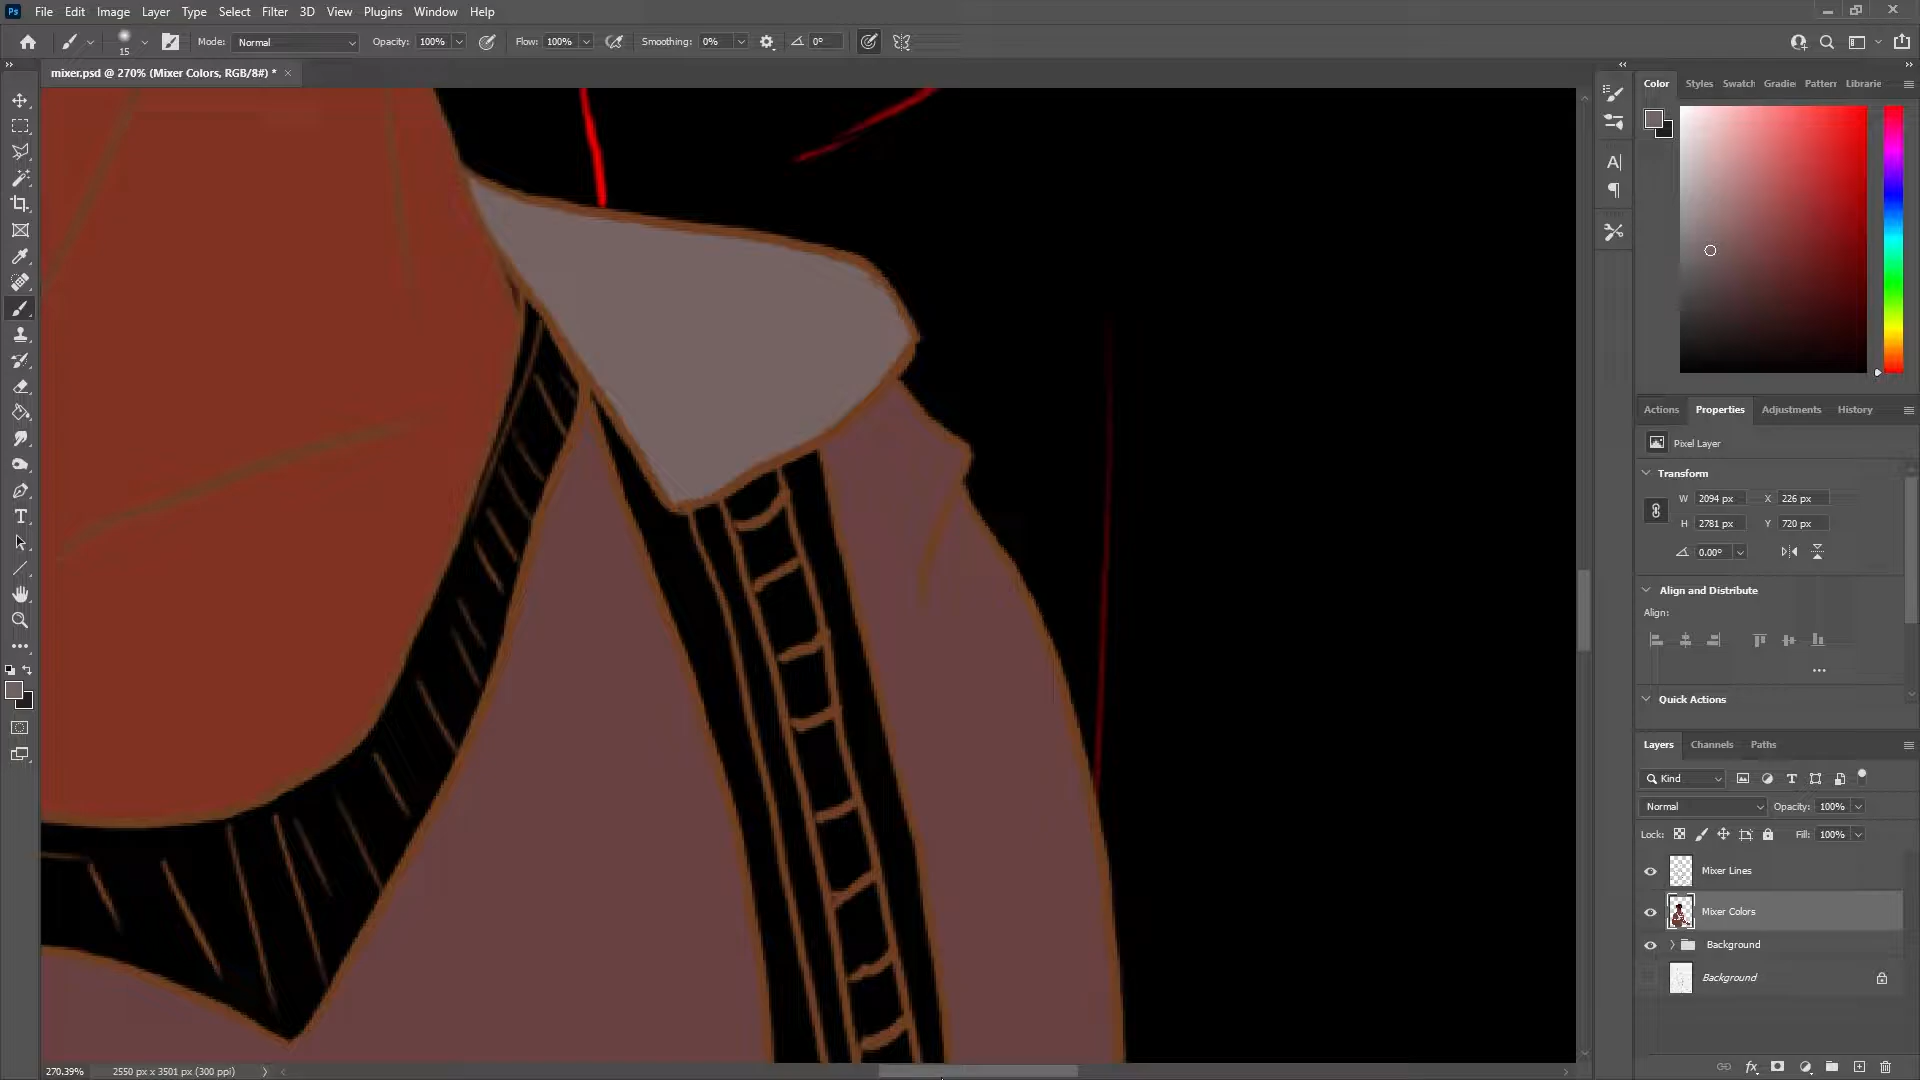 Ps File Edit Image Layer Type Select Filter 3D View Plugins Window Help
15 Mode: Normal Opacity: 100% Flow: 100% Smoothing: 0% 0°
mixer.psd @ 270% (Mixer Colors, RGB/8#) * ×
Color Styles Swatch Gradie Pattern Librarie
Actions Properties Adjustments History
Pixel Layer
Transform
W 2094 px X 226 px
H 2781 px Y 720 px
0.00°
Align and Distribute
Align:
Quick Actions
Layers Channels Paths
Kind
Normal Opacity: 100%
Lock: Fill: 100%
Mixer Lines
Mixer Colors
Background
Background
270.39% 2550 px x 3501 px (300 ppi)